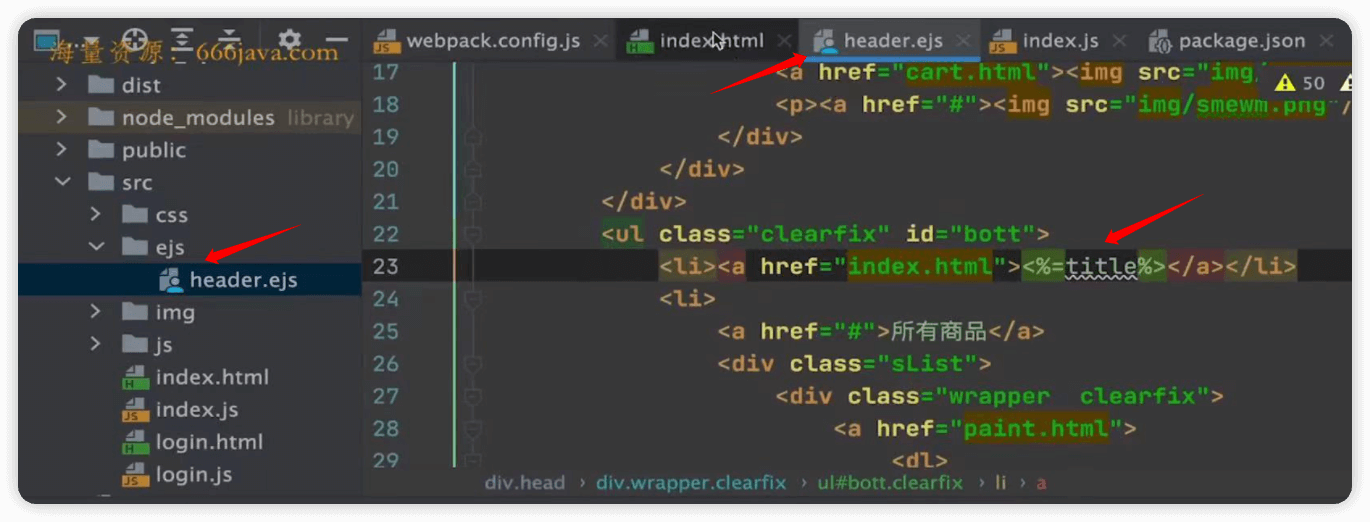 海量资源：666java.com
webpack.config.js
index.html
header.ejs
index.js
package.json
dist
node_modules library
public
src
css
ejs
header.ejs
img
js
index.html
index.js
login.html
login.js
50
17 <a href="cart.html"><img src="img/
18 <p><a href="#"><img src="img/smewm.png"/
19 </div>
20 </div>
21 </div>
22 <ul class="clearfix" id="bott">
23 <li><a href="index.html"><%=title%></a></li>
24 <li>
25 <a href="#">所有商品</a>
26 <div class="sList">
27 <div class="wrapper  clearfix">
28 <a href="paint.html">
29 <dl>
div.head › div.wrapper.clearfix › ul#bott.clearfix › li › a